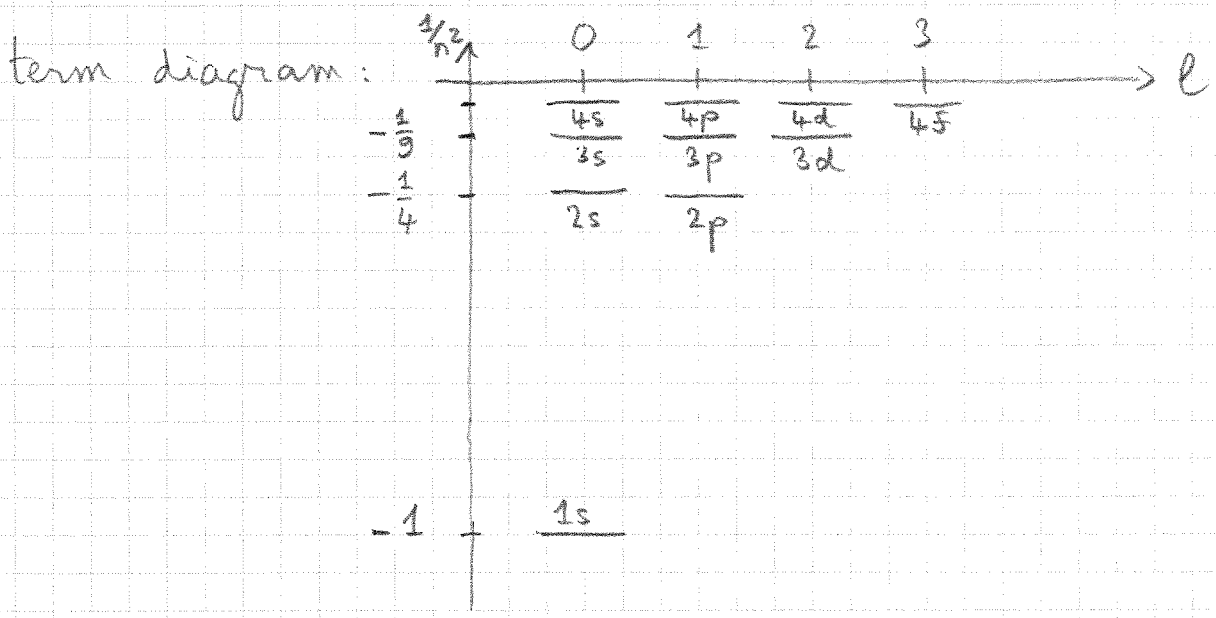 1/n² 0 1 2 3
term diagram: ℓ
-1/9 4s 4p 4d 4f
3s 3p 3d
-1/4
2s 2p
-1 1s